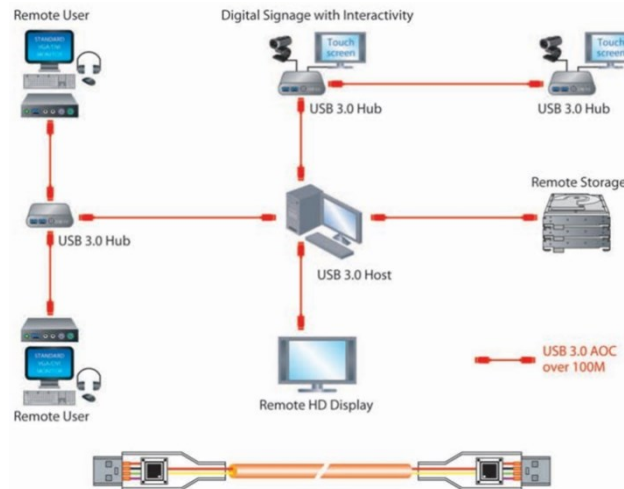 Remote User
Digital Signage with Interactivity
STANDARD
Touch
screen
Touch
screen
USB 3.0 Hub
USB 3.0 Hub
Remote Storage
USB 3.0 Hub
USB 3.0 Host
STANDARD
USB 3.0 AOC
over 100M
Remote User
Remote HD Display